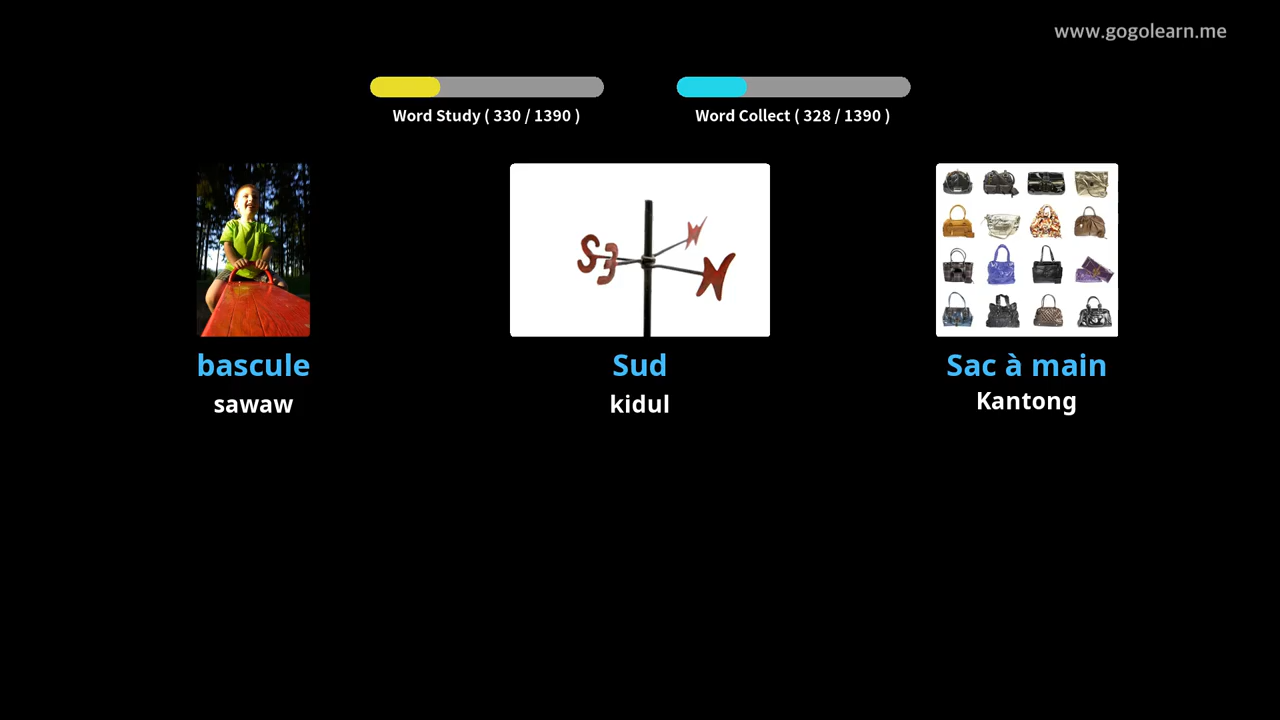 www.gogolearn.me
Word Study ( 330 / 1390 )
Word Collect ( 328 / 1390 )
S E N
bascule
Sud
Sac à main
sawaw
kidul
Kantong